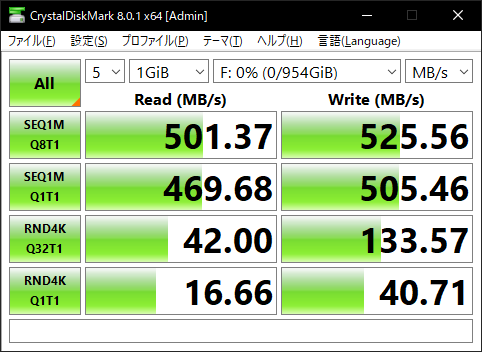 CrystalDiskMark 8.0.1 x64 [Admin]
ファイル(F) 設定(S) プロファイル(P) テーマ(T) ヘルプ(H) 言語(Language)
All 5 1GiB F: 0% (0/954GiB) MB/s
Read (MB/s) Write (MB/s)
SEQ1M
Q8T1 501.37 525.56
SEQ1M
Q1T1 469.68 505.46
RND4K
Q32T1 42.00 133.57
RND4K
Q1T1 16.66 40.71